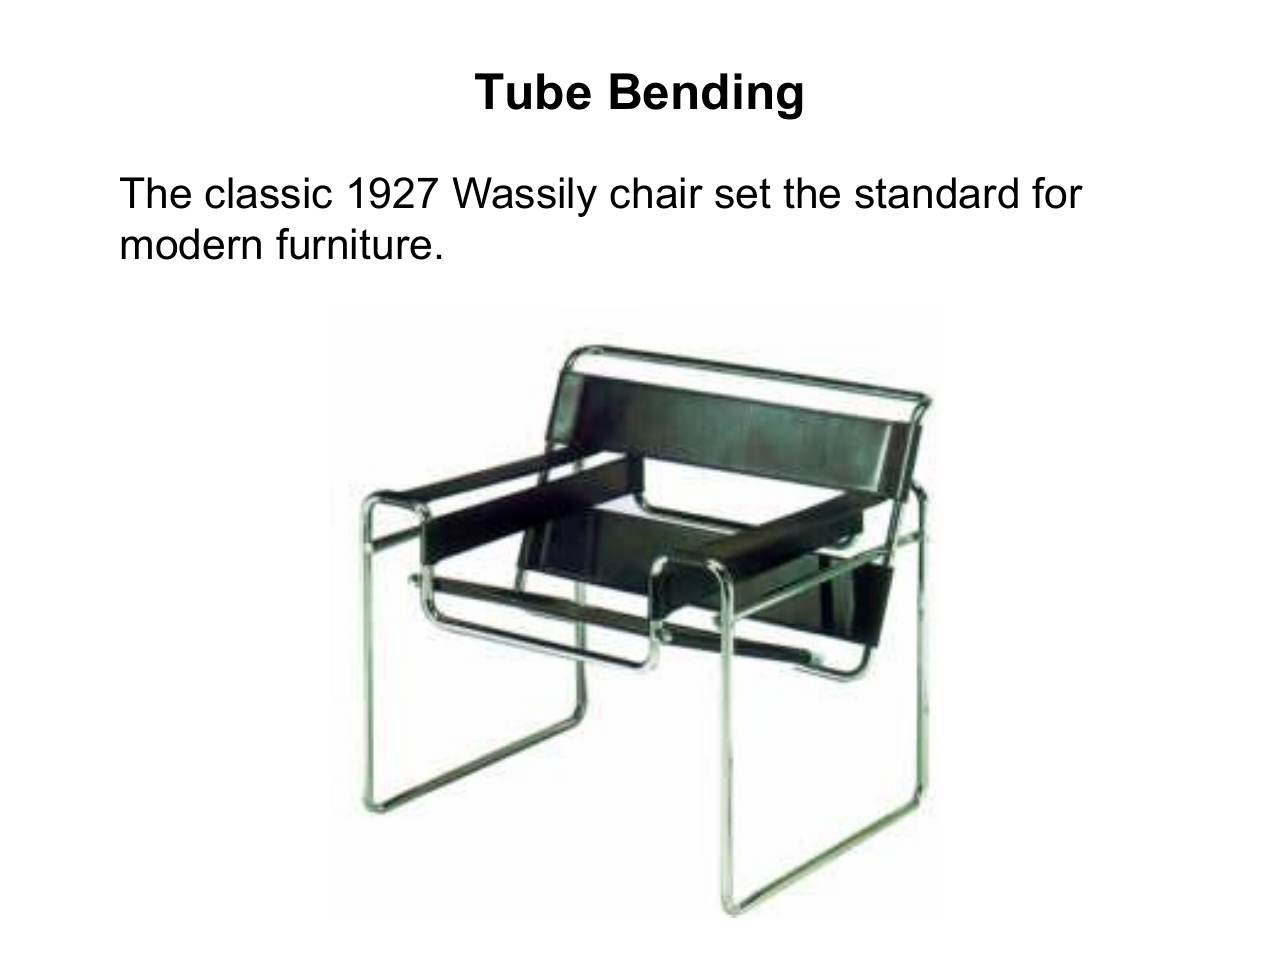 Tube Bending
The classic 1927 Wassily chair set the standard for
modern furniture.